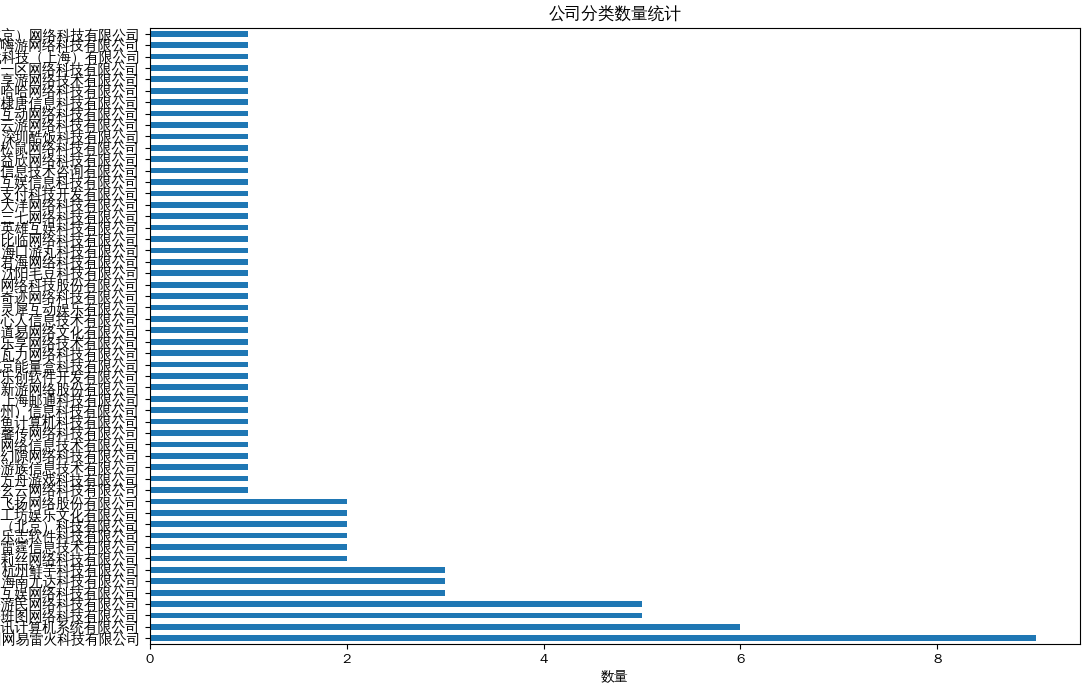 公司分类数量统计
京）网络科技有限公司
嗨游网络科技有限公司
科技（上海）有限公司
一区网络科技有限公司
享游网络技术有限公司
哈哈网络科技有限公司
棣唐信息科技有限公司
互动网络科技有限公司
云游网络科技有限公司
深圳酷饭科技有限公司
松鼠网络科技有限公司
益欣网络科技有限公司
信息技术咨询有限公司
互娱信息科技有限公司
支付科技开发有限公司
大洋网络科技有限公司
三七网络科技有限公司
英雄互娱科技有限公司
比临网络科技有限公司
海口游丸科技有限公司
君海网络科技有限公司
沈阳毛豆科技有限公司
网络科技股份有限公司
奇迹网络科技有限公司
灵犀互动娱乐有限公司
心人信息技术有限公司
道易网络文化有限公司
乐享网络技术有限公司
瓦力网络科技有限公司
京能量盒科技有限公司
乐创软件开发有限公司
新游网络股份有限公司
上海邮通科技有限公司
州）信息科技有限公司
鱼计算机科技有限公司
馨传网络科技有限公司
网络信息技术有限公司
幻隙网络科技有限公司
游族信息技术有限公司
方舟游戏科技有限公司
玄云网络科技有限公司
飞扬网络股份有限公司
工坊娱乐文化有限公司
（北京）科技有限公司
乐志软件科技有限公司
雷霆信息技术有限公司
莉丝网络科技有限公司
杭州鲜芋科技有限公司
海南尤达科技有限公司
互娱网络科技有限公司
游民网络科技有限公司
班图网络科技有限公司
讯计算机系统有限公司
网易雷火科技有限公司
0 2 4 6 8
数量